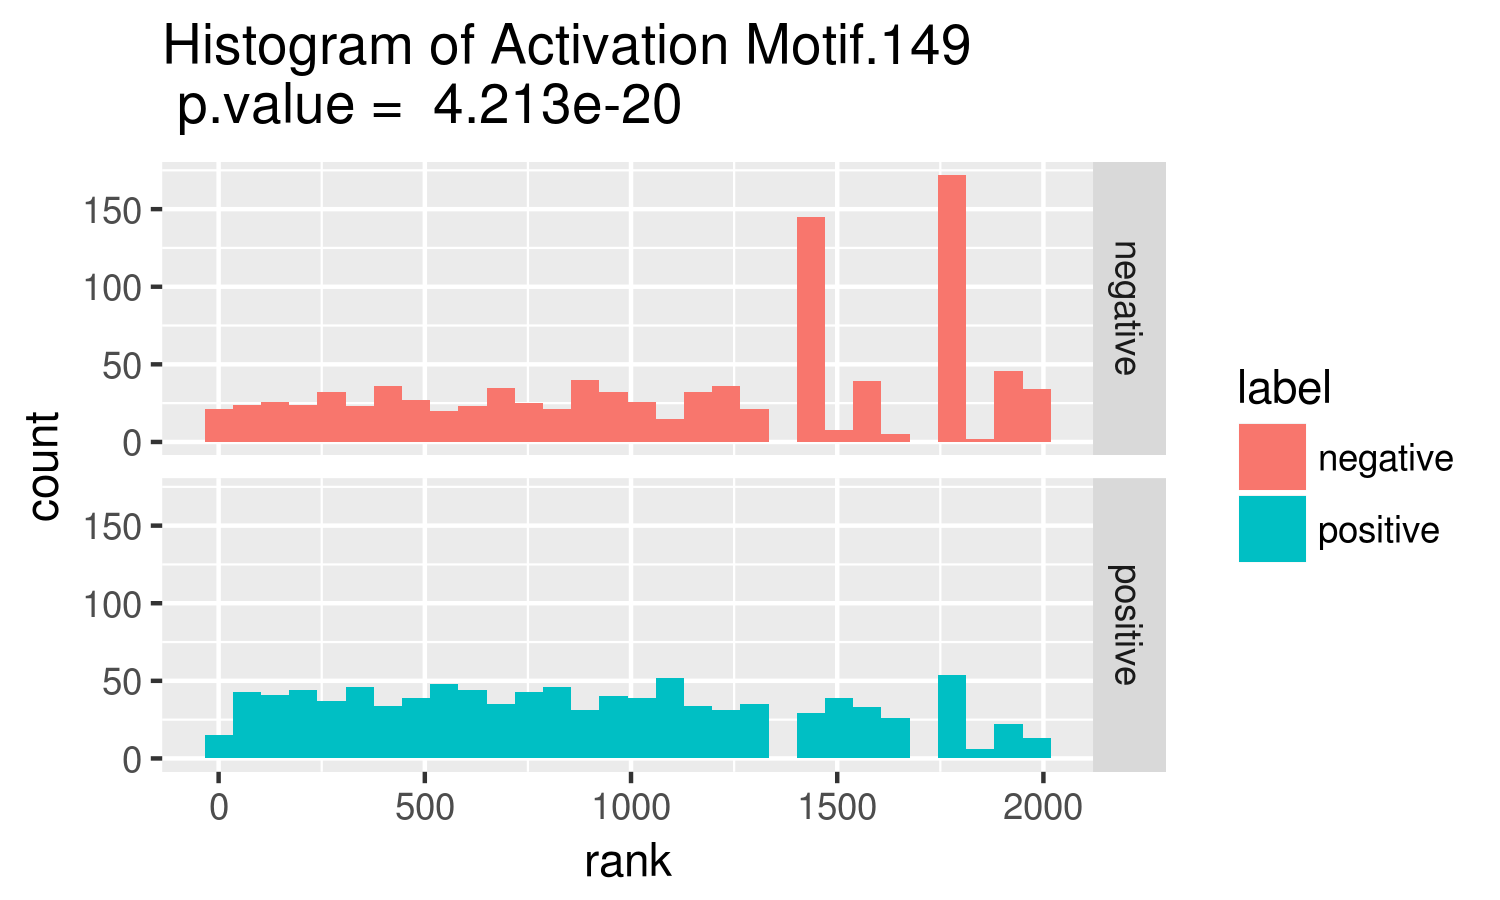 Histogram of Activation Motif.149
p.value = 4.213e-20
150
100
50
0
negative
150
100
50
0
positive
0 500 1000 1500 2000
rank
count
label
negative
positive